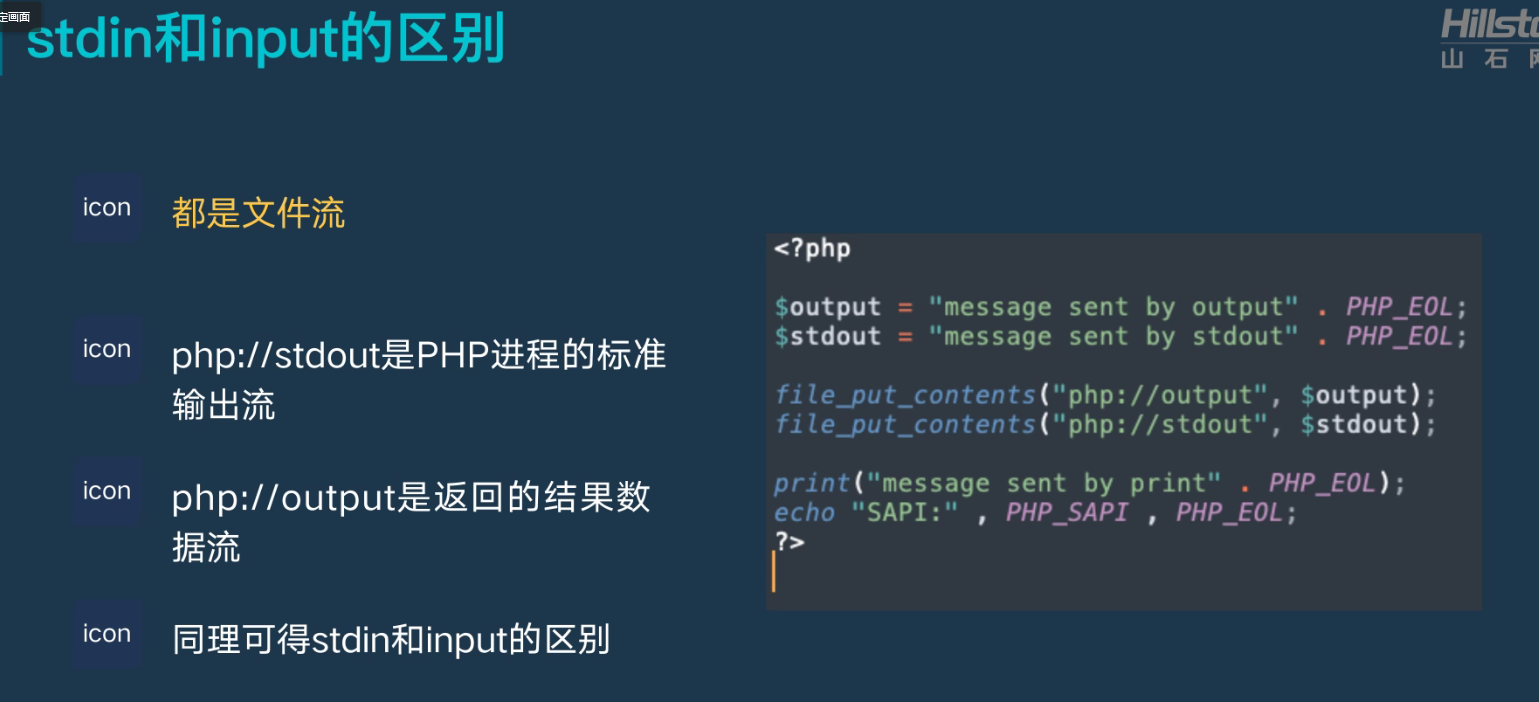 定画面
stdin和input的区别
Hillsto
山石网
icon
都是文件流
icon
php://stdout是PHP进程的标准
输出流
icon
php://output是返回的结果数
据流
icon
同理可得stdin和input的区别
<?php
$output = "message sent by output" . PHP_EOL;
$stdout = "message sent by stdout" . PHP_EOL;
file_put_contents("php://output", $output);
file_put_contents("php://stdout", $stdout);
print("message sent by print" . PHP_EOL);
echo "SAPI:" , PHP_SAPI , PHP_EOL;
?>